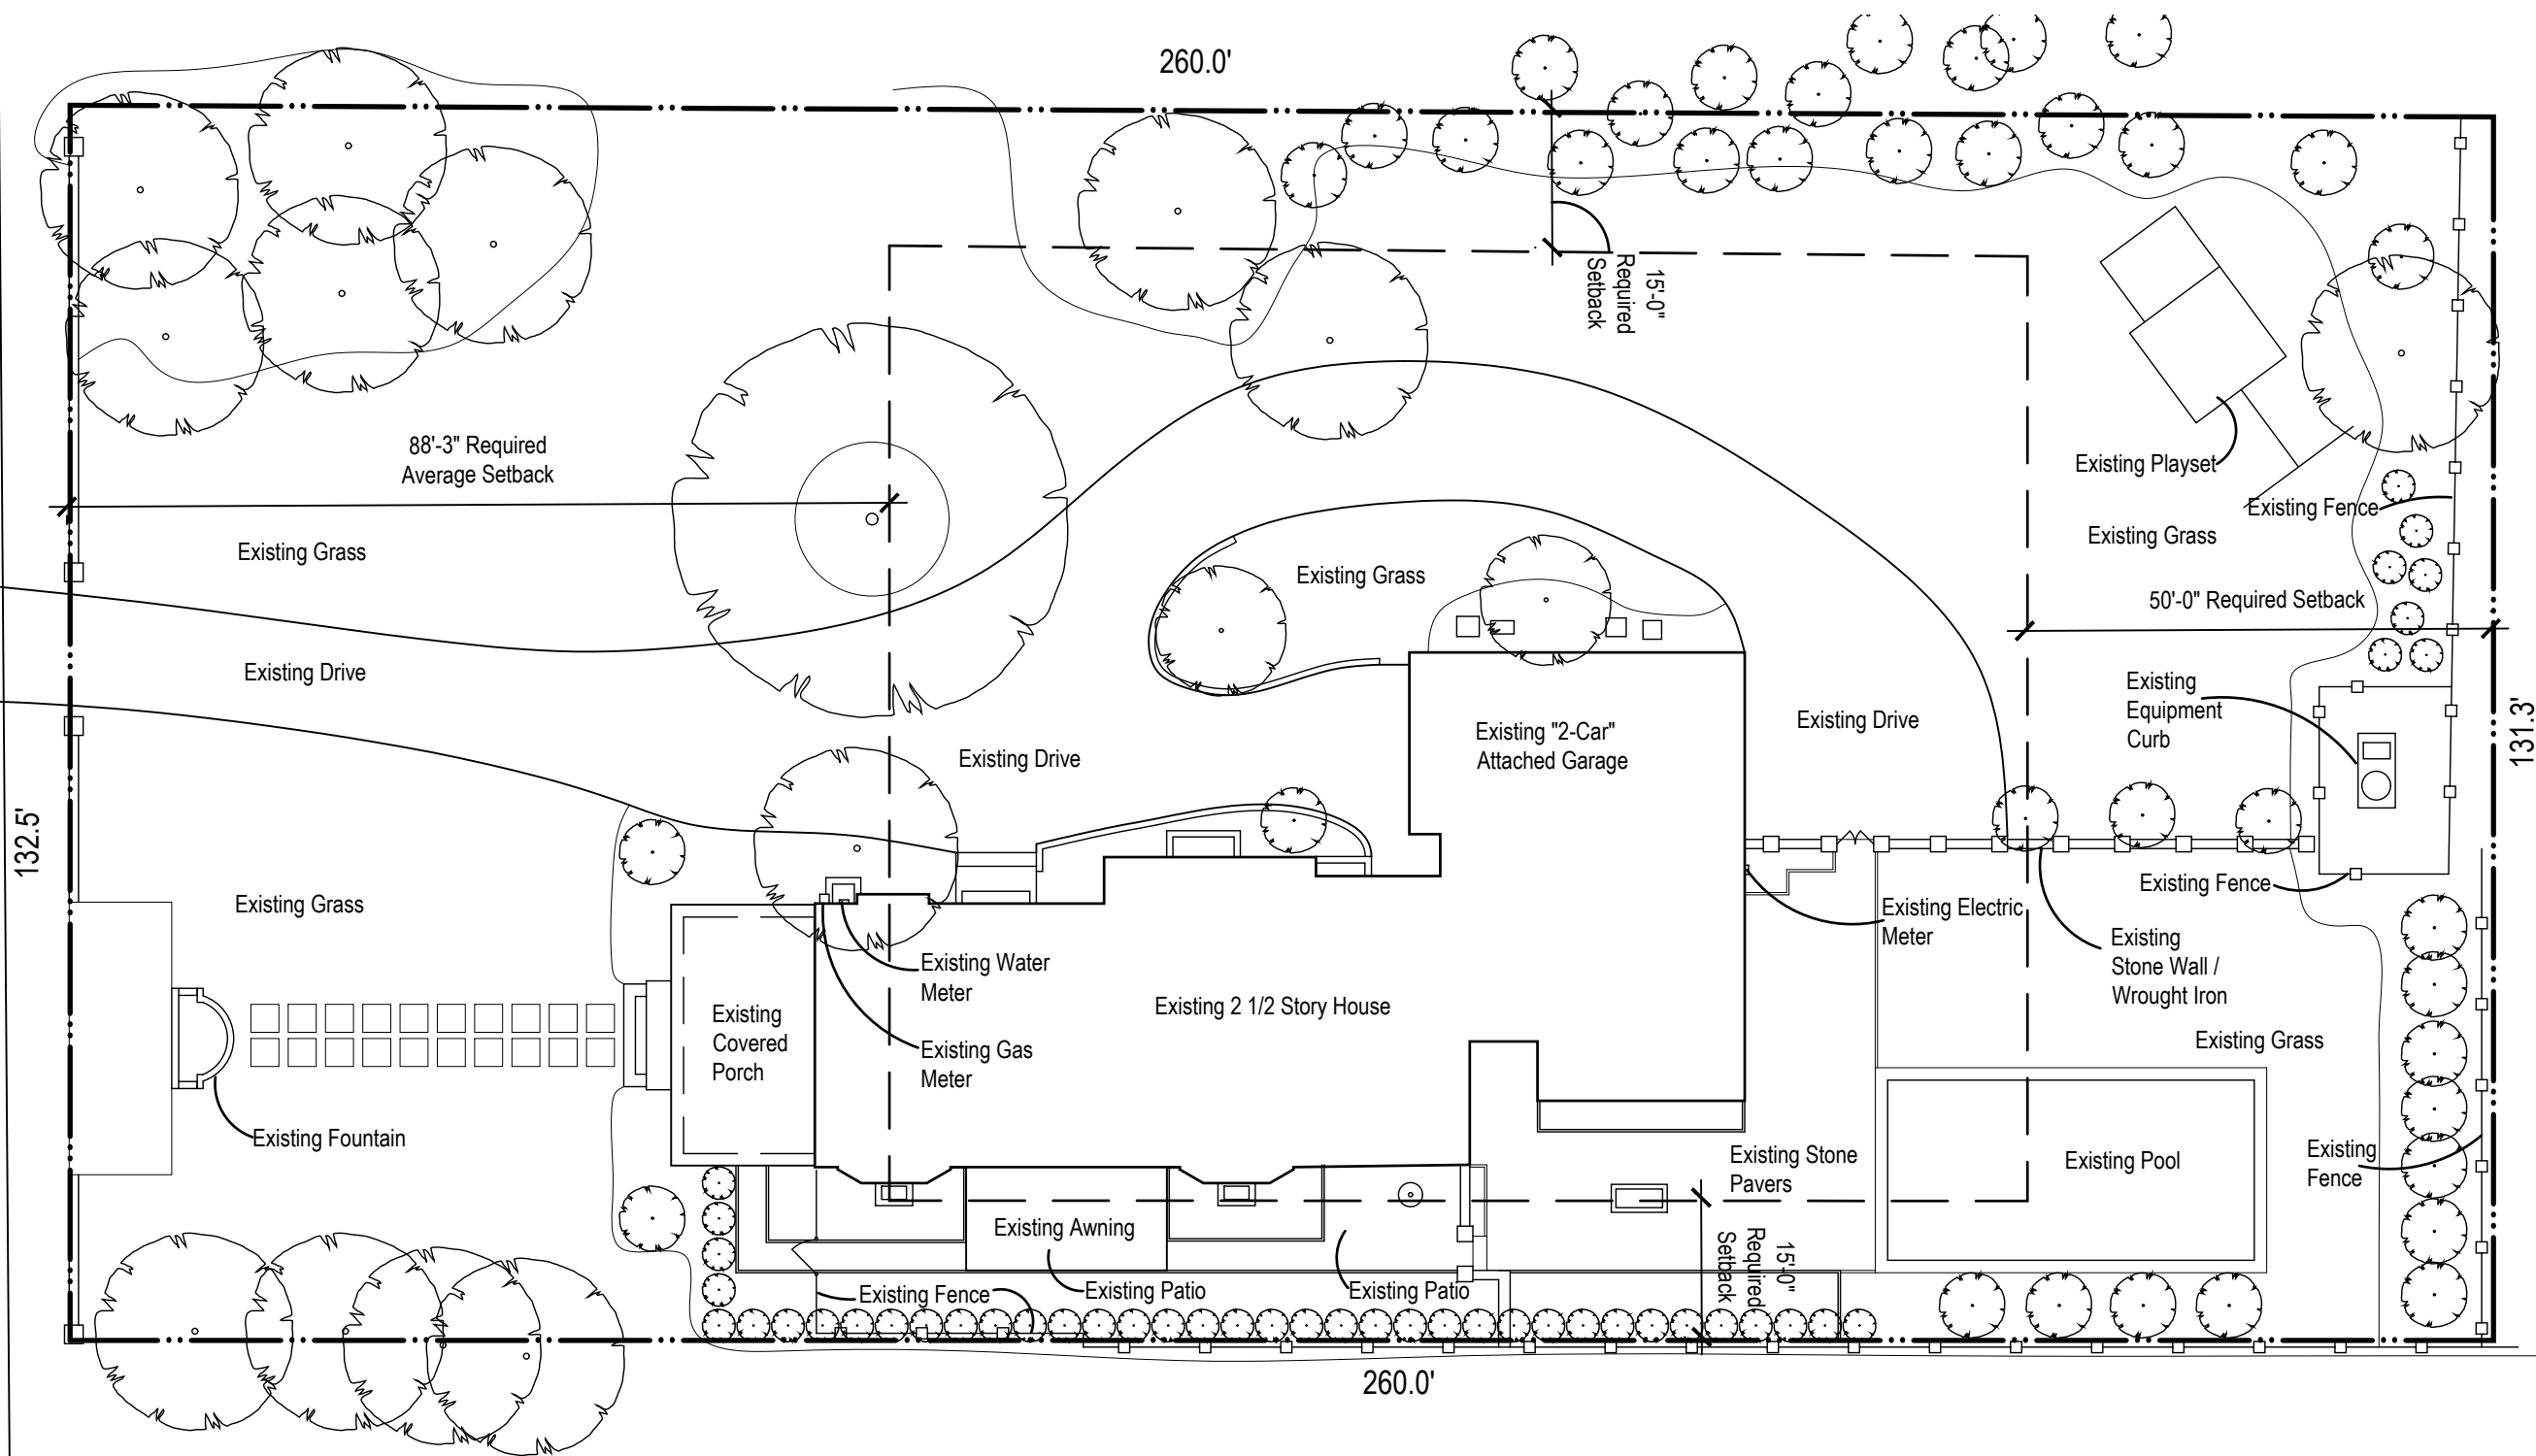 260.0'
15'-0"
Required
Setback
88'-3" Required
Average Setback
Existing Playset
Existing Fence
Existing Grass
Existing Grass
Existing Grass
50'-0" Required Setback
Existing Drive
Existing
Equipment
Curb
131.3'
Existing "2-Car"
Attached Garage
Existing Drive
Existing Drive
132.5'
Existing Grass
Existing Fence
Existing Electric
Meter
Existing
Stone Wall /
Wrought Iron
Existing Water
Meter
Existing 2 1/2 Story House
Existing
Covered
Porch
Existing Gas
Meter
Existing Grass
Existing Fountain
Existing Stone
Pavers
Existing Pool
Existing
Fence
Existing Awning
15'-0"
Required
Setback
Existing Fence
Existing Patio
Existing Patio
260.0'